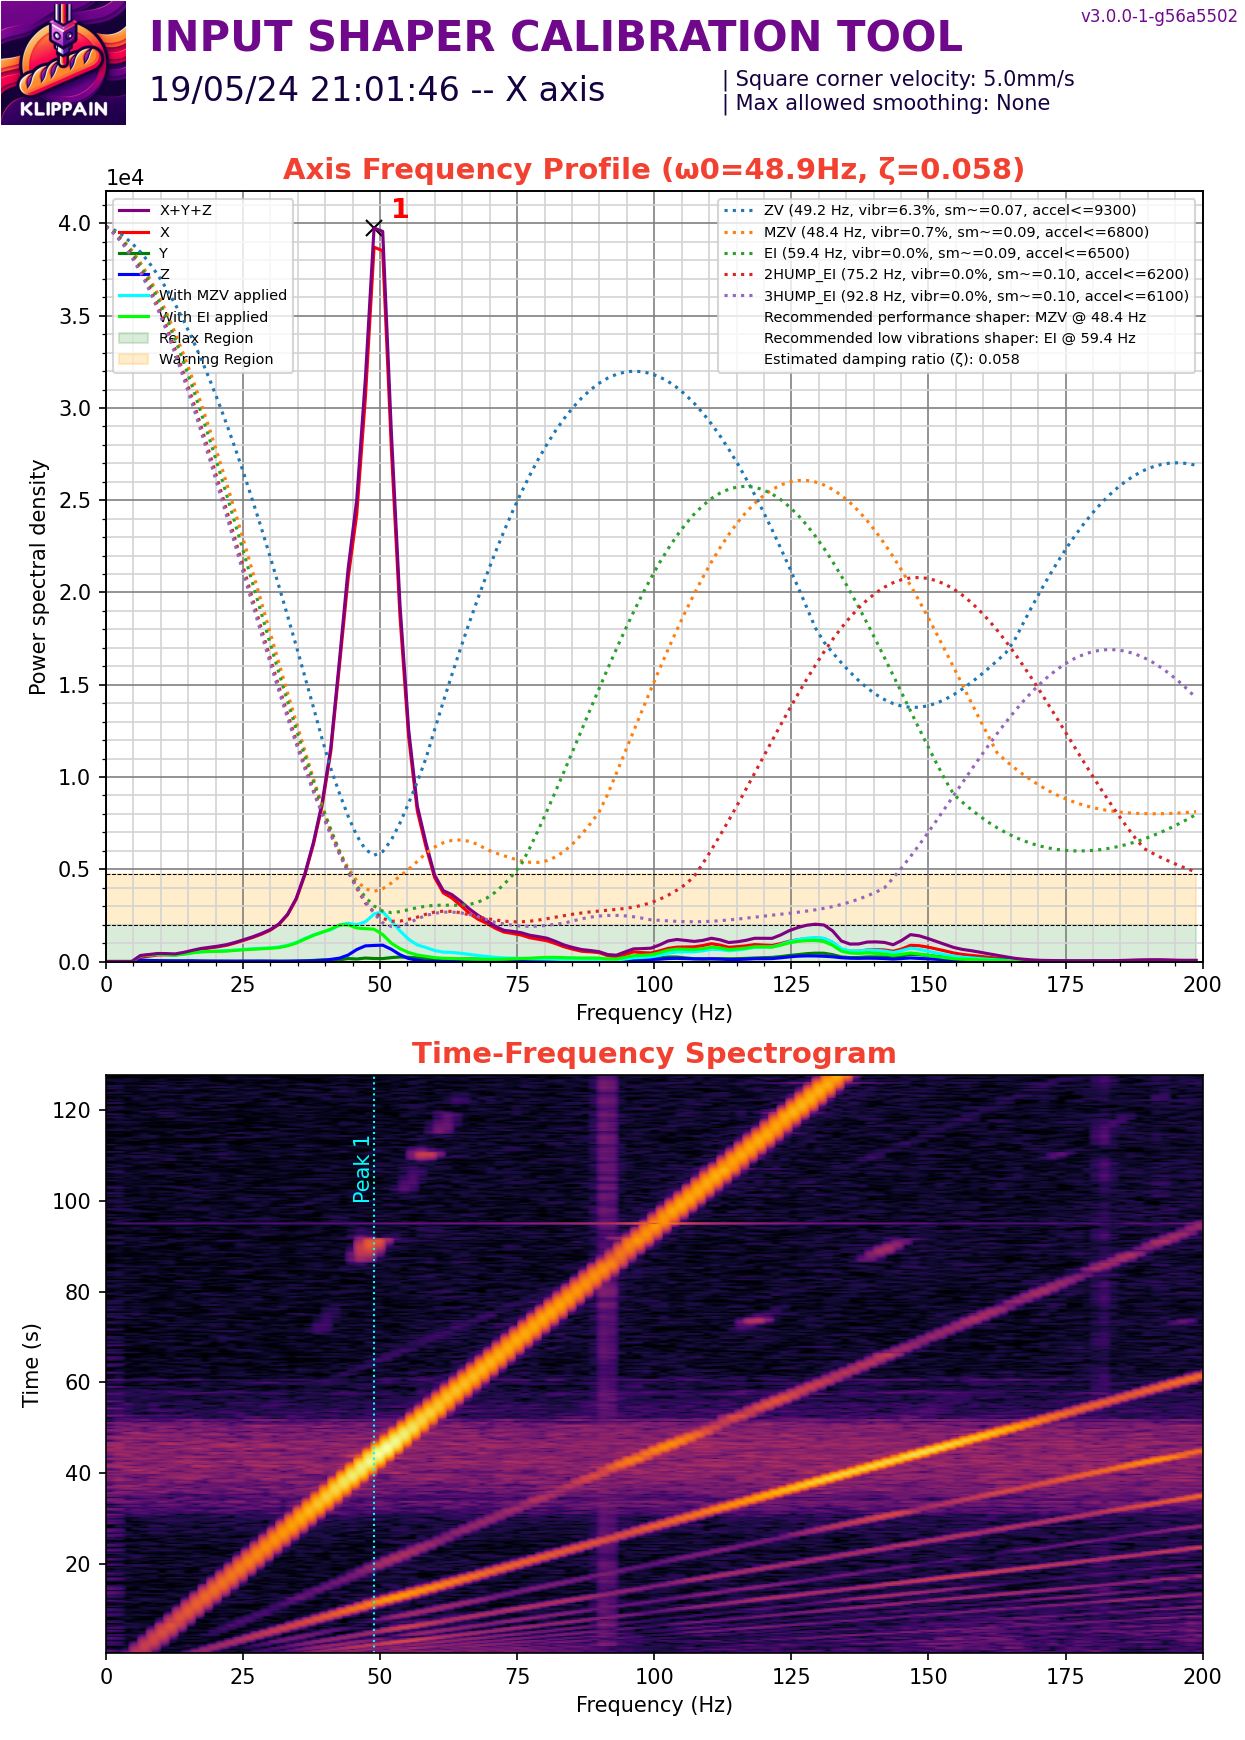 v3.0.0-1-g56a5502
INPUT SHAPER CALIBRATION TOOL
19/05/24 21:01:46 -- X axis
| Square corner velocity: 5.0mm/s
| Max allowed smoothing: None
KLIPPAIN
Axis Frequency Profile (ω0=48.9Hz, ζ=0.058)
1e4
1
X+Y+Z
X
Y
Z
With MZV applied
With EI applied
Relax Region
Warning Region
ZV (49.2 Hz, vibr=6.3%, sm~=0.07, accel<=9300)
MZV (48.4 Hz, vibr=0.7%, sm~=0.09, accel<=6800)
EI (59.4 Hz, vibr=0.0%, sm~=0.09, accel<=6500)
2HUMP_EI (75.2 Hz, vibr=0.0%, sm~=0.10, accel<=6200)
3HUMP_EI (92.8 Hz, vibr=0.0%, sm~=0.10, accel<=6100)
Recommended performance shaper: MZV @ 48.4 Hz
Recommended low vibrations shaper: EI @ 59.4 Hz
Estimated damping ratio (ζ): 0.058
4.0
3.5
3.0
2.5
2.0
1.5
1.0
0.5
0.0
Power spectral density
0 25 50 75 100 125 150 175 200
Frequency (Hz)
Time-Frequency Spectrogram
Peak 1
120
100
80
60
40
20
Time (s)
0 25 50 75 100 125 150 175 200
Frequency (Hz)